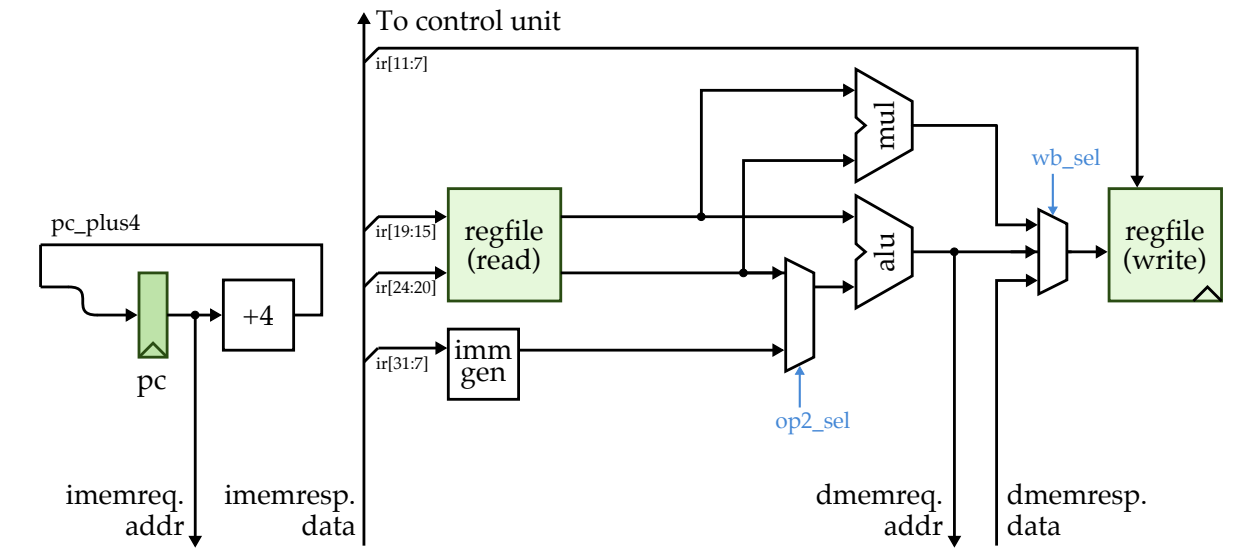 To control unit
ir[11:7]
mul
wb_sel
pc_plus4
ir[19:15]
regfile
(read)
alu
regfile
(write)
ir[24:20]
+4
imm
gen
ir[31:7]
pc
op2_sel
imemreq.
addr
imemresp.
data
dmemreq.
addr
dmemresp.
data